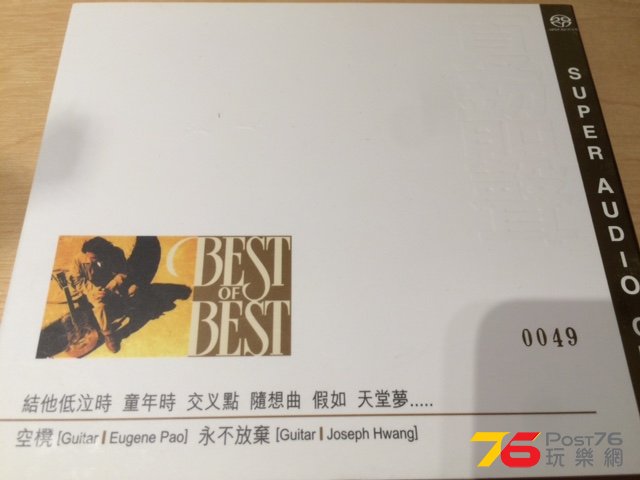 SUPER AUDIO
BEST
OF
BEST
0049
結他低泣時 童年時 交叉點 隨想曲 假如 天堂夢.....
空櫈 [Guitar | Eugene Pao] 永不放棄 [Guitar | Joseph Hwang]
76 POST76
玩樂網